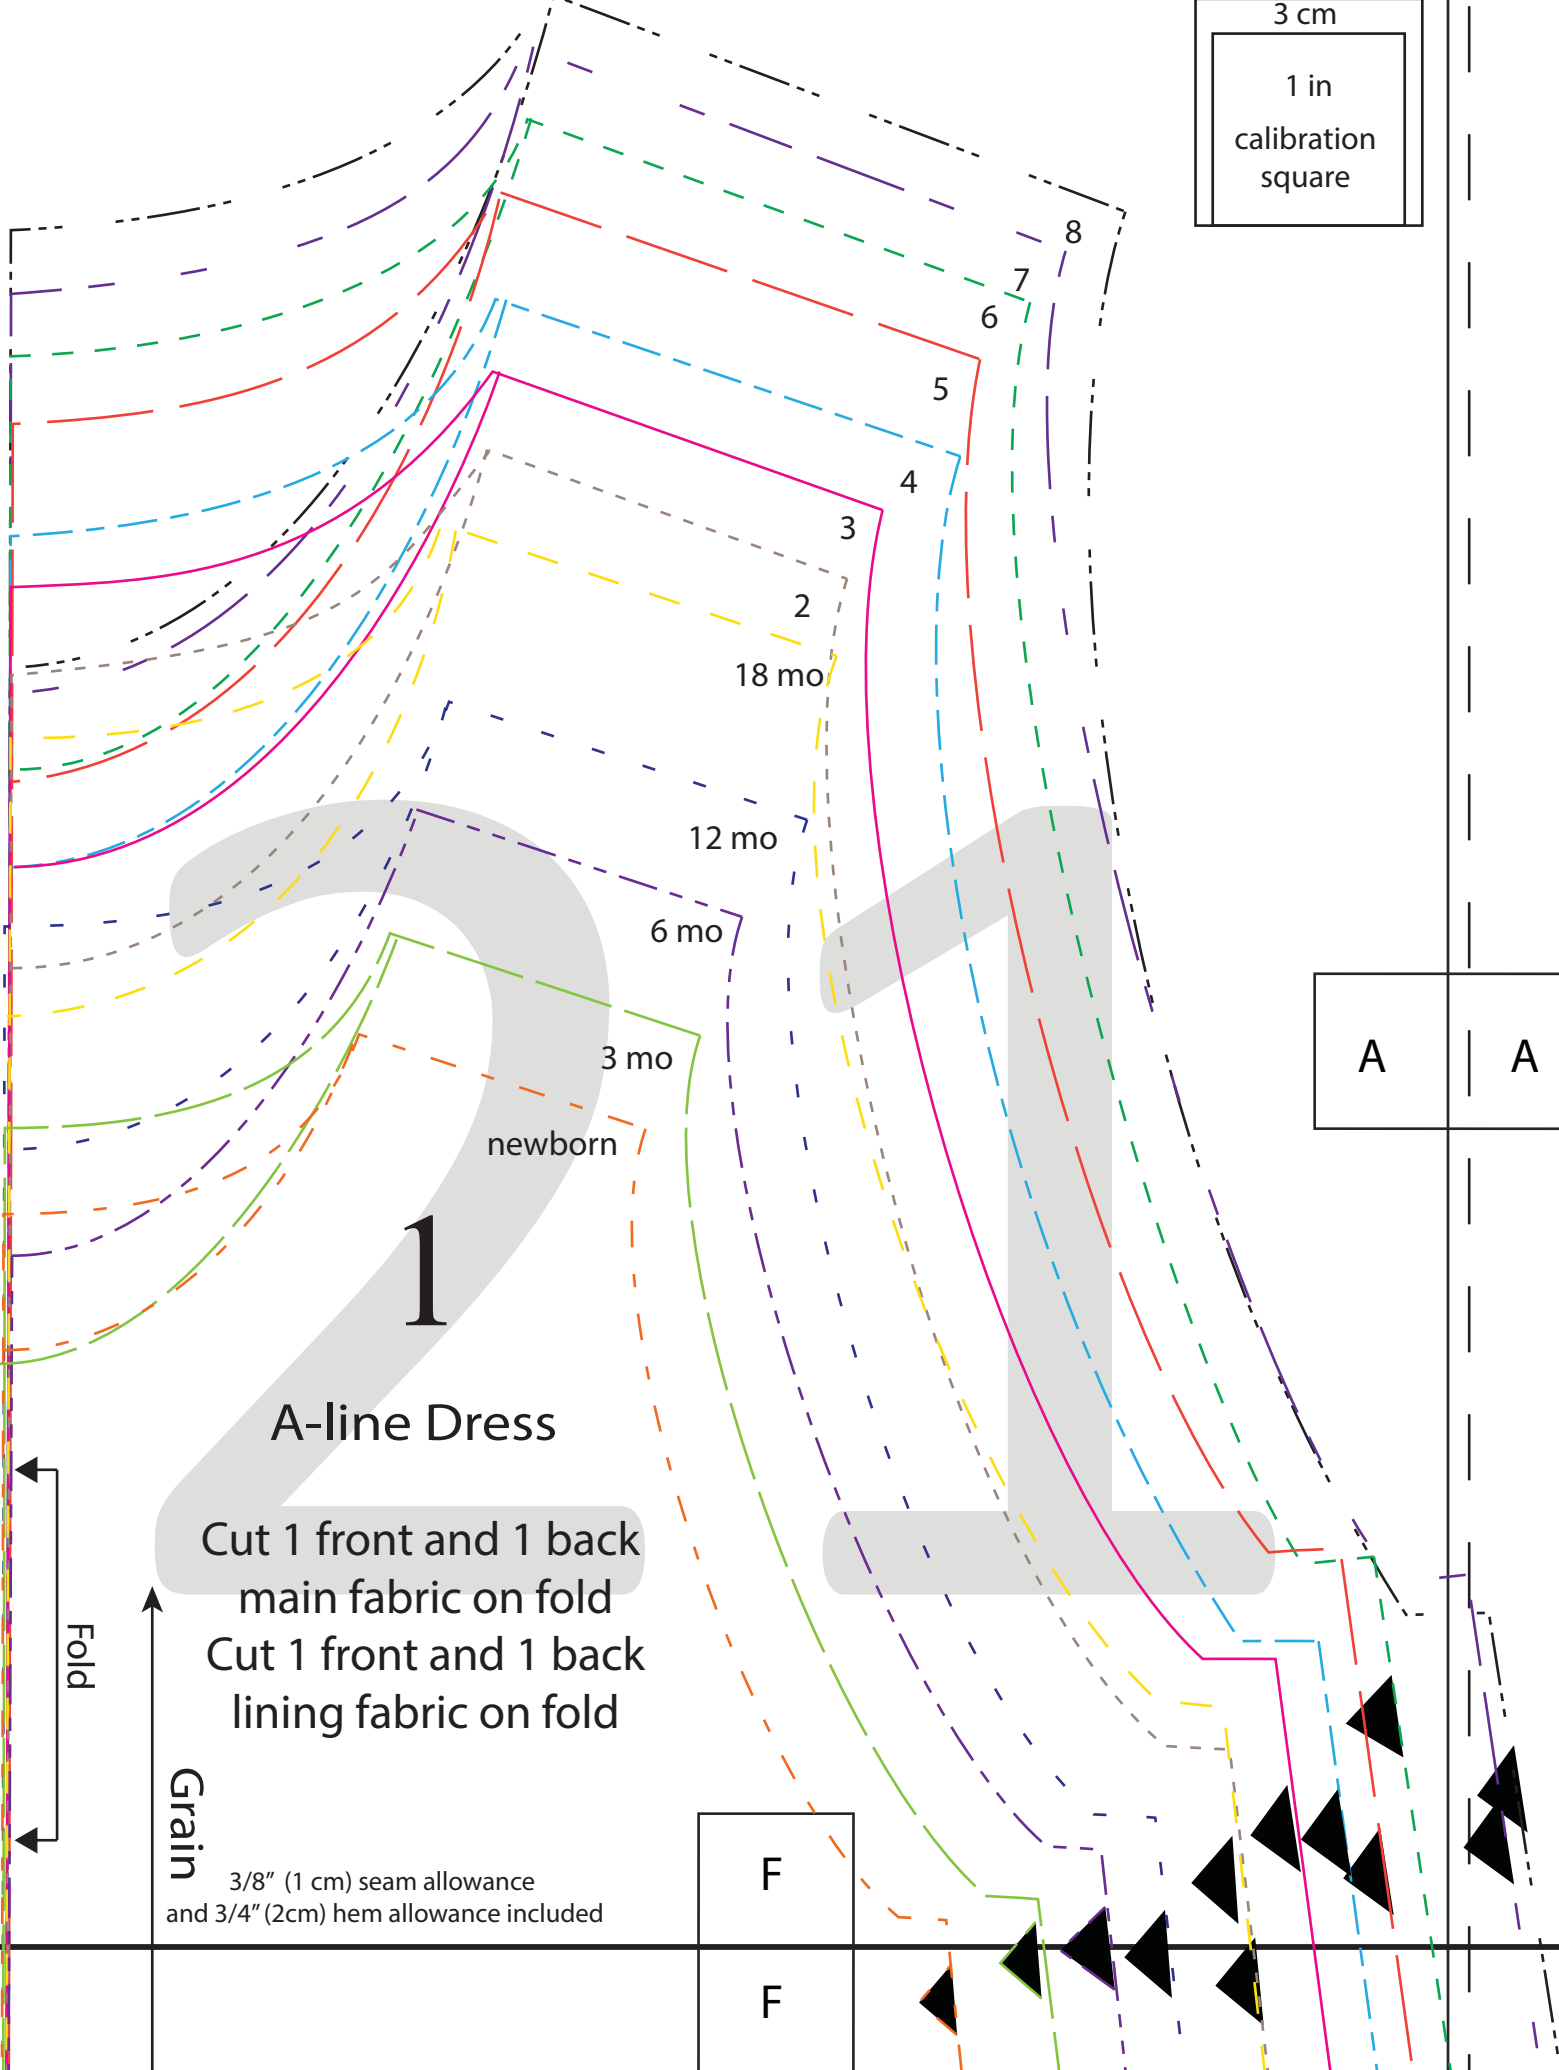 3 cm
1 in
calibration
square
8
7
6
5
4
3
2
18 mo
12 mo
6 mo
3 mo
newborn
21
A A
1
A-line Dress
Cut 1 front and 1 back
main fabric on fold
Cut 1 front and 1 back
lining fabric on fold
Fold
Grain
3/8” (1 cm) seam allowance
and 3/4” (2cm) hem allowance included
F
F